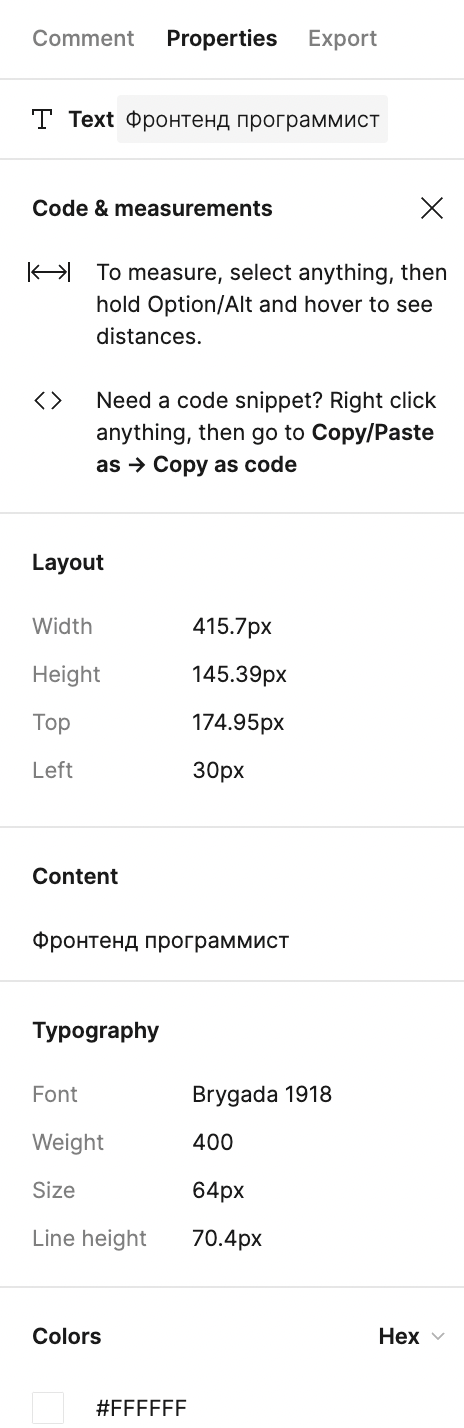 Comment Properties Export
Text Фронтенд программист
Code & measurements
To measure, select anything, then
hold Option/Alt and hover to see
distances.
Need a code snippet? Right click
anything, then go to Copy/Paste
as → Copy as code
Layout
Width 415.7px
Height 145.39px
Top 174.95px
Left 30px
Content
Фронтенд программист
Typography
Font Brygada 1918
Weight 400
Size 64px
Line height 70.4px
Colors Hex
#FFFFFF